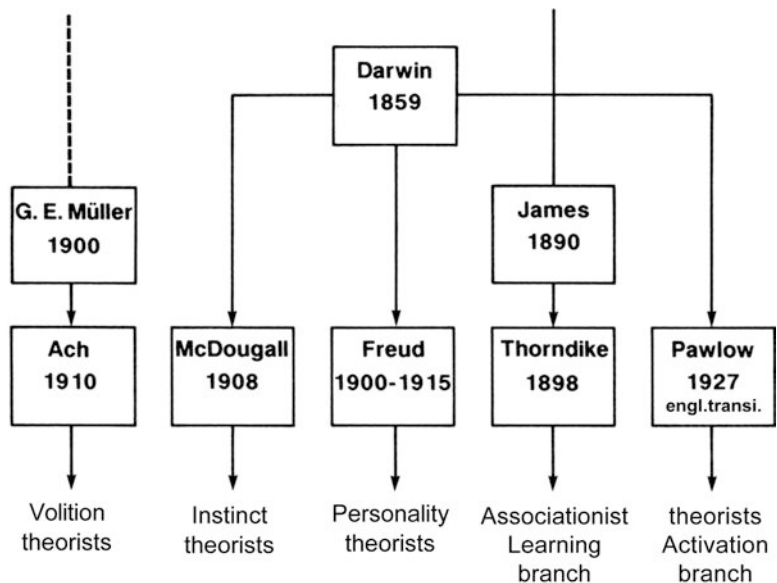 Darwin
1859
G. E. Müller
1900
James
1890
Ach
1910
McDougall
1908
Freud
1900-1915
Thorndike
1898
Pawlow
1927
engl.transi.
Volition
theorists
Instinct
theorists
Personality
theorists
Associationist
Learning
branch
theorists
Activation
branch